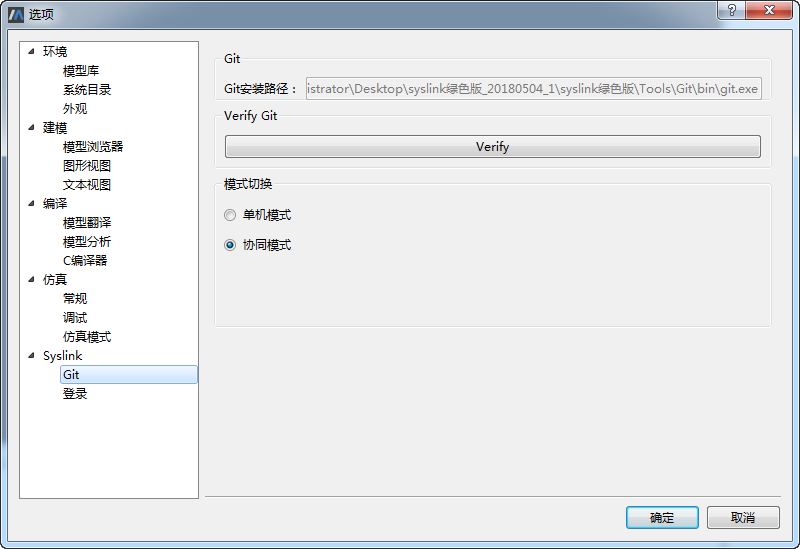 选项
环境
模型库
系统目录
外观
建模
模型浏览器
图形视图
文本视图
编译
模型翻译
模型分析
C编译器
仿真
常规
调试
仿真模式
Syslink
Git
登录
Git
Git安装路径： istrator\Desktop\syslink绿色版_20180504_1\syslink绿色版\Tools\Git\bin\git.exe
Verify Git
Verify
模式切换
单机模式
协同模式
确定 取消